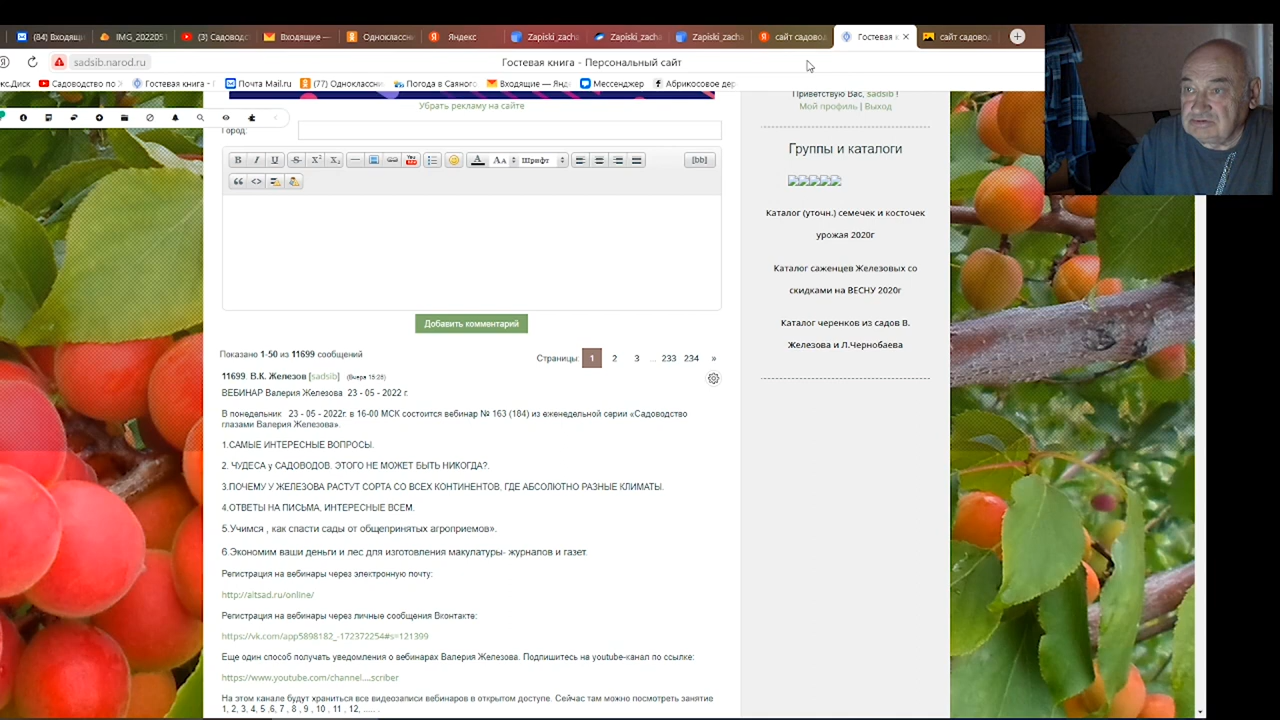 (84) Входящи
IMG_202205
(3) Садоводс
Входящие —
Одноклассн
Яндекс
Zapiski_zacha
Zapiski_zach
Zapiski_zacha
сайт садовод
Гостевая к
сайт садовод
sadsib.narod.ru
Гостевая книга - Персональный сайт
кс.Диск
Садоводство по У
Гостевая книга - П
Почта Mail.ru
(77) Одноклассн
Погода в Саяного
Входящие — Янд
Мессенджер
Абрикосовое дер
Убрать рекламу на сайте
Приветствую Вас, sadsib !
Мой профиль | Выход
Город:
Шрифт
[bb]
Группы и каталоги
Каталог (уточн.) семечек и косточек
урожая 2020г
Каталог саженцев Железовых со
скидками на ВЕСНУ 2020г
Каталог черенков из садов В.
Железова и Л.Чернобаева
Добавить комментарий
Показано 1-50 из 11699 сообщений
Страницы: 1 2 3 ... 233 234 »
11699 В.К. Железов [sadsib] (Вчера 15:28)
ВЕБИНАР Валерия Железова 23 - 05 - 2022 г.
В понедельник 23 - 05 - 2022г. в 16-00 МСК состоится вебинар № 163 (184) из еженедельной серии «Садоводство
глазами Валерия Железова».
1.САМЫЕ ИНТЕРЕСНЫЕ ВОПРОСЫ.
2. ЧУДЕСА у САДОВОДОВ. ЭТОГО НЕ МОЖЕТ БЫТЬ НИКОГДА?.
3.ПОЧЕМУ У ЖЕЛЕЗОВА РАСТУТ СОРТА СО ВСЕХ КОНТИНЕНТОВ, ГДЕ АБСОЛЮТНО РАЗНЫЕ КЛИМАТЫ.
4.ОТВЕТЫ НА ПИСЬМА, ИНТЕРЕСНЫЕ ВСЕМ.
5.Учимся , как спасти сады от общепринятых агроприемов».
6.Экономим ваши деньги и лес для изготовления макулатуры- журналов и газет.
Регистрация на вебинары через электронную почту:
http://aitsad.ru/online/
Регистрация на вебинары через личные сообщения Вконтакте:
https://vk.com/app5898182_-172372254#s=121399
Еще один способ получать уведомления о вебинарах Валерия Железова. Подпишитесь на youtube-канал по ссылке:
https://www.youtube.com/channel....scriber
На этом канале будут храниться все видеозаписи вебинаров в открытом доступе. Сейчас там можно посмотреть занятие
1, 2, 3, 4, 5 ,6, 7 , 8 , 9 , 10 , 11 , 12, ..... .